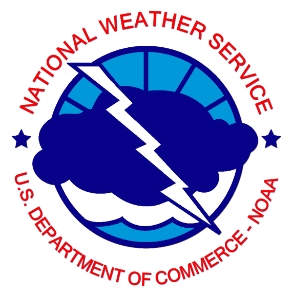 NATIONAL WEATHER SERVICE
U.S. DEPARTMENT OF COMMERCE - NOAA